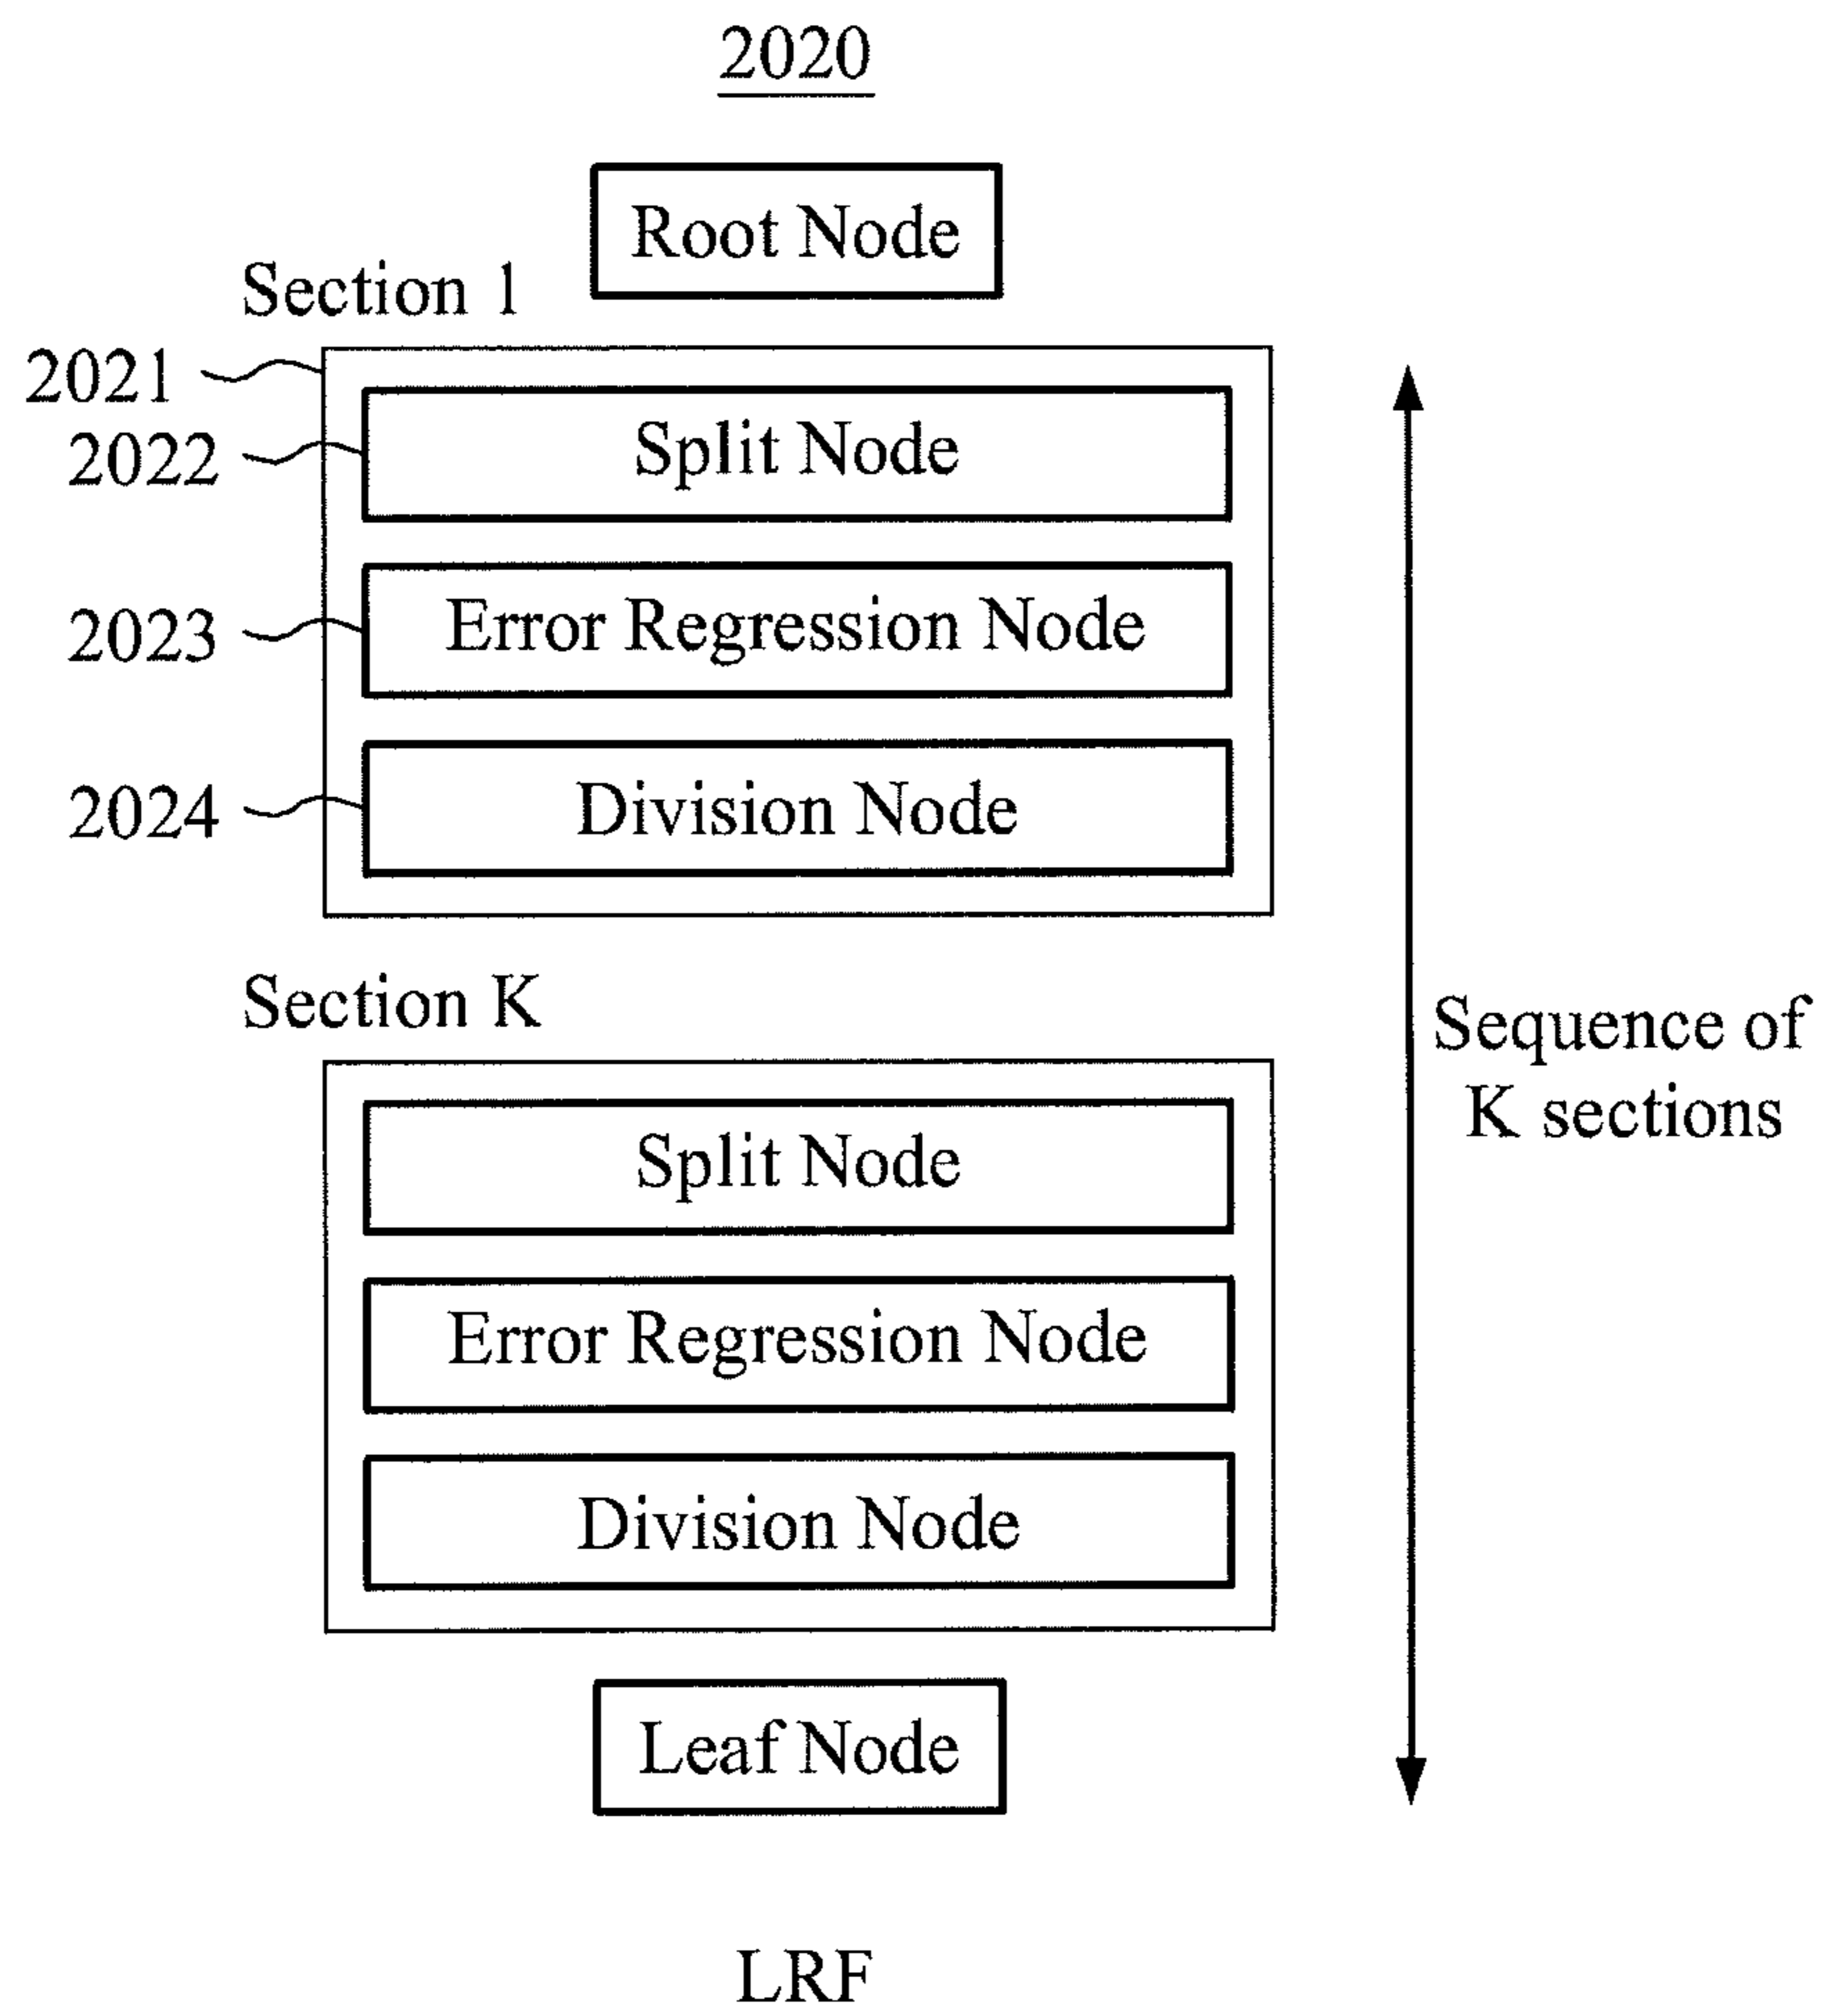 2020
Root Node
Section 1
2021
2022
Split Node
2023
Error Regression Node
2024
Division Node
Section K
Split Node
Error Regression Node
Division Node
Sequence of
K sections
Leaf Node
LRF